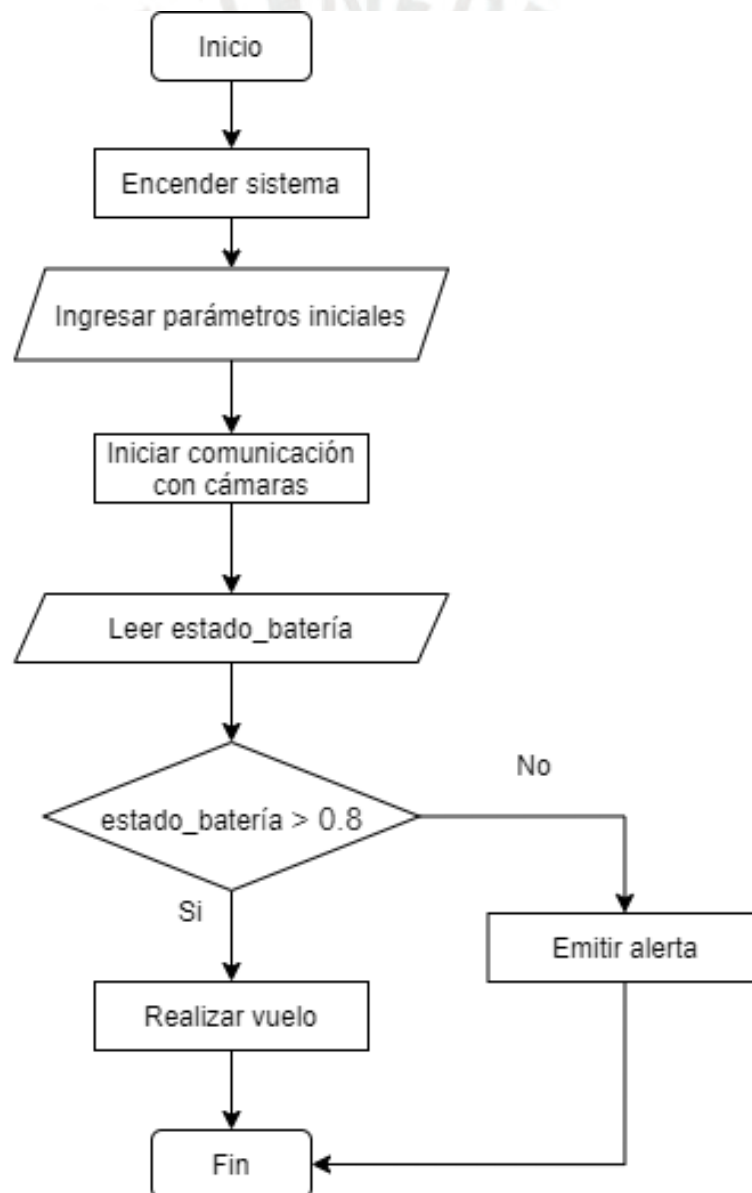 Inicio
Encender sistema
Ingresar parámetros iniciales
Iniciar comunicación
con cámaras
Leer estado_batería
No
estado_batería > 0.8
Si
Emitir alerta
Realizar vuelo
Fin